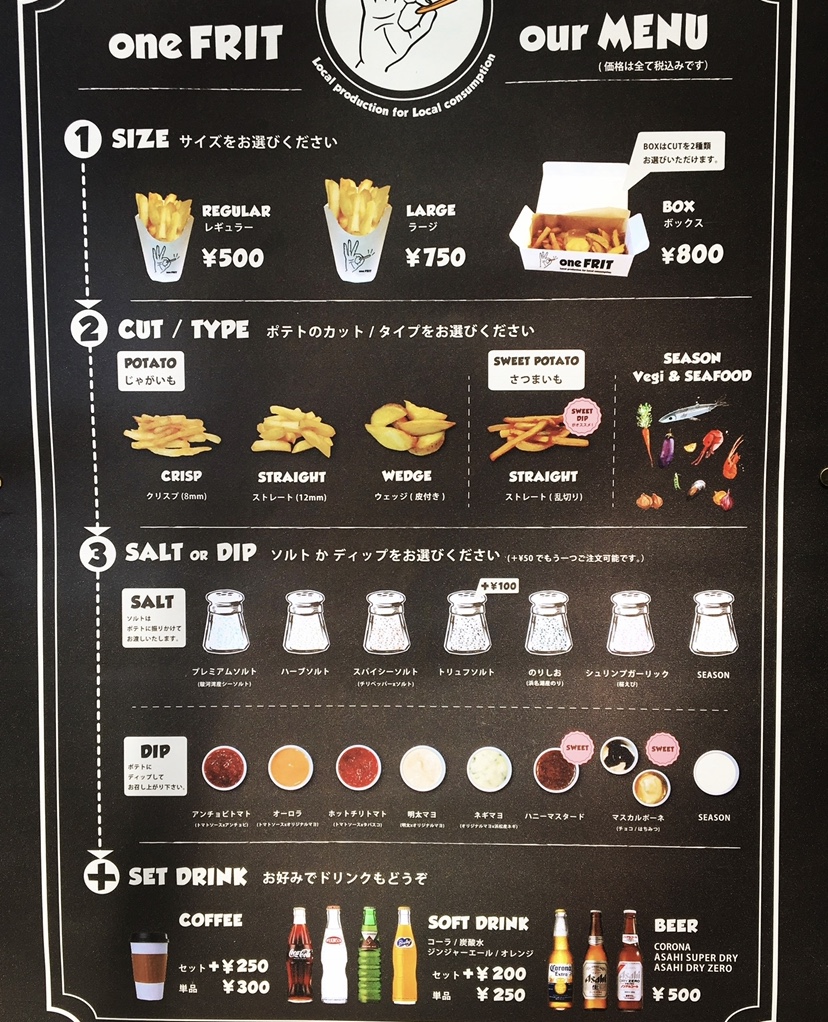 one FRIT
our MENU
(価格は全て税込みです)
Local production for Local consumption
1 SIZE サイズをお選びください
BOXはCUTを2種類
お選びいただけます。
REGULAR
レギュラー
¥500
LARGE
ラージ
¥750
BOX
ボックス
¥800
one FRIT
2 CUT / TYPE ポテトのカット / タイプをお選びください
POTATO
じゃがいも
SWEET POTATO
さつまいも
SEASON
Vegi & SEAFOOD
SWEET
DIP
がオススメ!
CRISP
クリスプ (8mm)
STRAIGHT
ストレート (12mm)
WEDGE
ウェッジ ( 皮付き )
STRAIGHT
ストレート ( 乱切り )
3 SALT OR DIP ソルト か ディップをお選びください (+¥50 でもう一つご注文可能です。)
SALT
ソルトは
ポテトに振りかけて
お渡しいたします。
+¥100
プレミアムソルト
(駿河湾産シーソルト)
ハーブソルト
スパイシーソルト
(チリペッパー×ソルト)
トリュフソルト
のりしお
(浜名湖産のり)
シュリンプガーリック
(桜えび)
SEASON
DIP
ポテトに
ディップして
お召し上がり下さい。
SWEET
SWEET
アンチョビトマト
(トマトソース×アンチョビ)
オーロラ
(トマトソース×オリジナルマヨ)
ホットチリトマト
(トマトソース×タバスコ)
明太マヨ
(明太×オリジナルマヨ)
ネギマヨ
(オリジナルマヨ×浜松産ネギ)
ハニーマスタード
マスカルポーネ
(チョコ / はちみつ)
SEASON
+ SET DRINK お好みでドリンクもどうぞ
COFFEE
セット +¥250
単品 ¥300
SOFT DRINK
コーラ / 炭酸水
ジンジャーエール / オレンジ
セット +¥200
単品 ¥250
BEER
CORONA
ASAHI SUPER DRY
ASAHI DRY ZERO
¥500
Coca-Cola
Corona
Extra
Asahi
Asahi